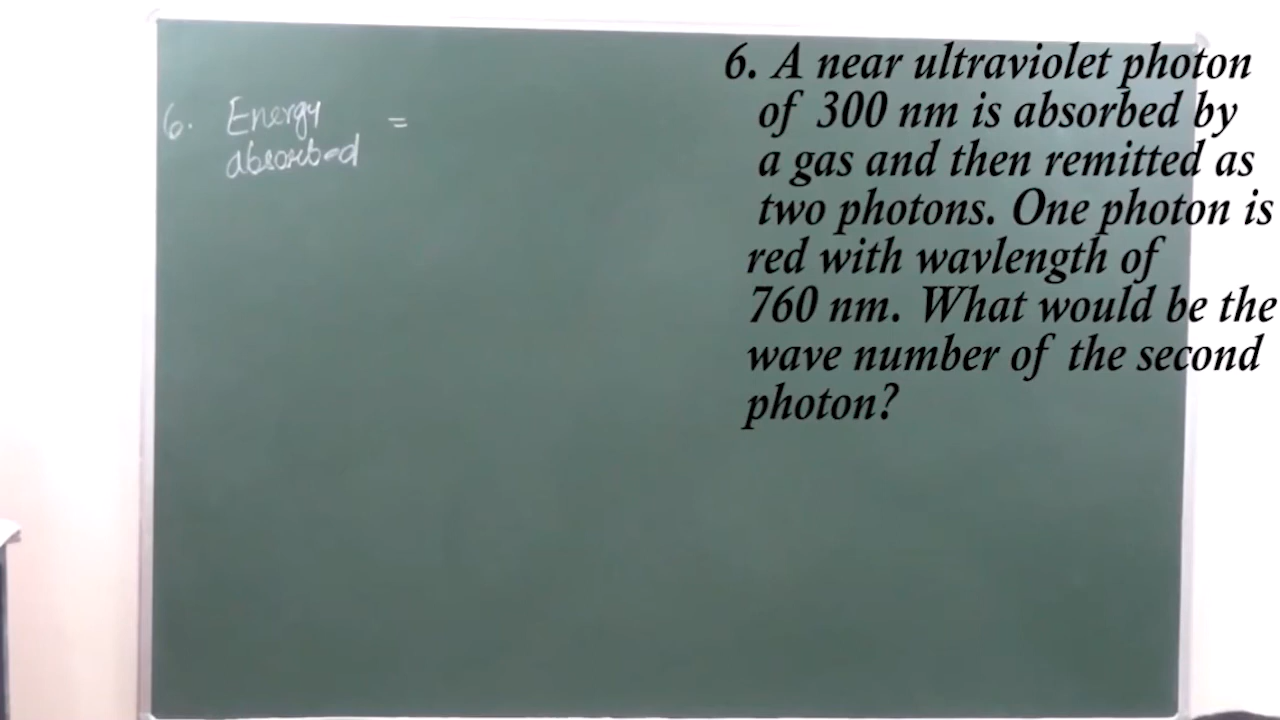 6. Energy =
absorbed
6. A near ultraviolet photon
of 300 nm is absorbed by
a gas and then remitted as
two photons. One photon is
red with wavlength of
760 nm. What would be the
wave number of the second
photon?